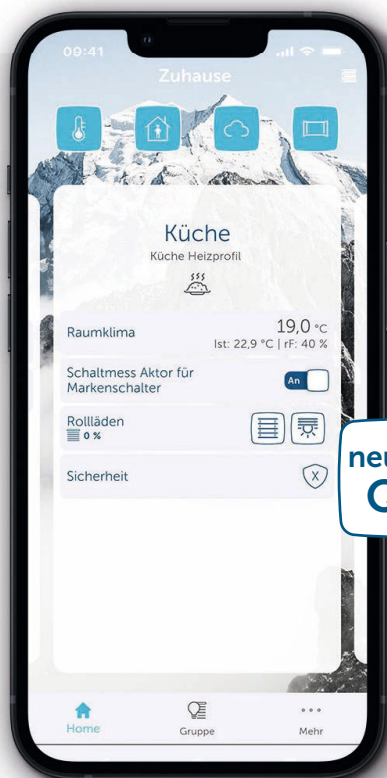 09:41
Zuhause
Küche
Küche Heizprofil
Raumklima
19,0 °C
Ist: 22,9 °C | rF: 40 %
Schaltmess Aktor für
Markenschalter
An
Rollläden
0 %
Sicherheit
X
Home
Gruppe
Mehr